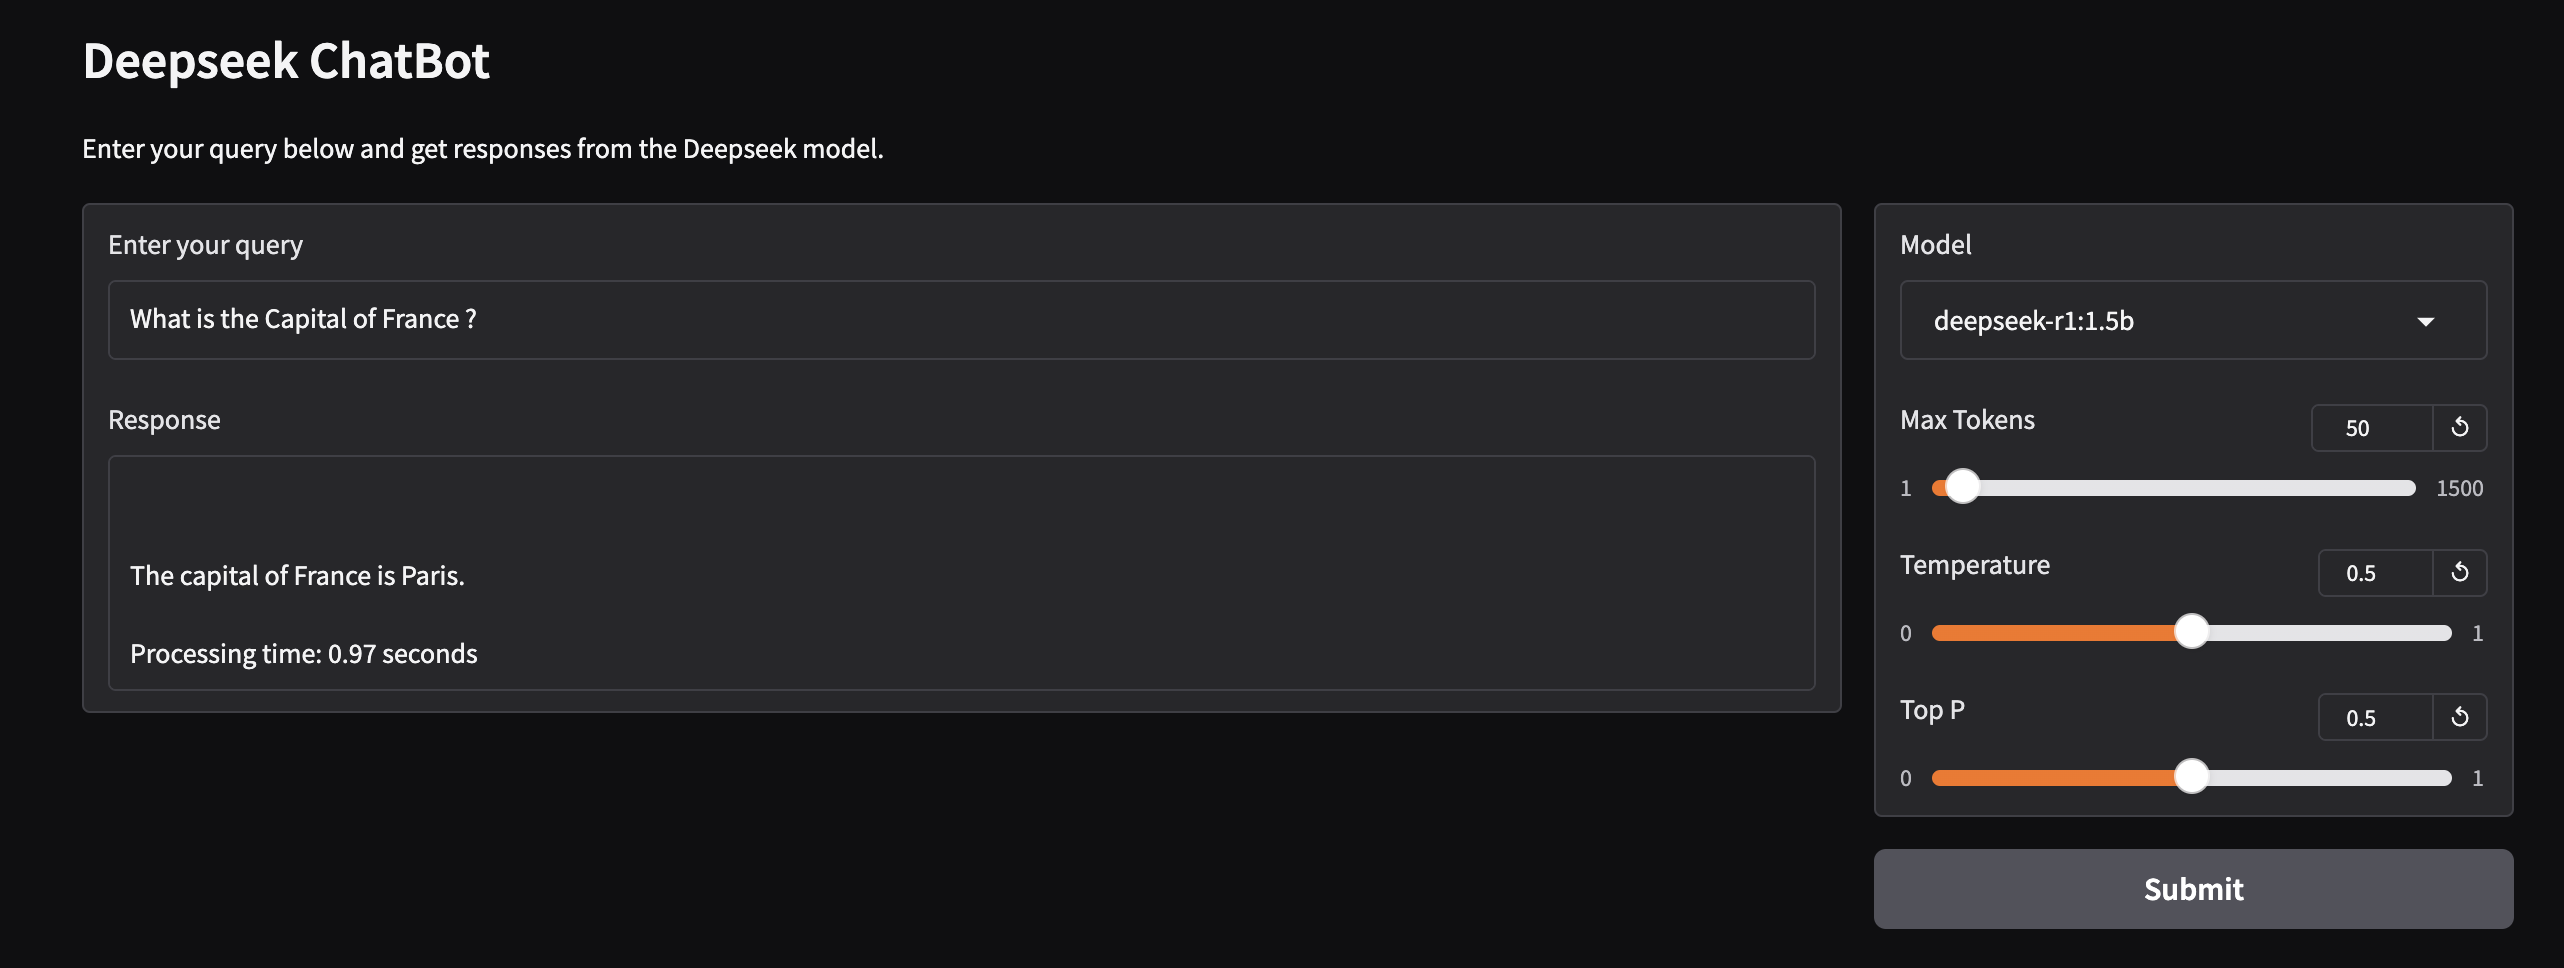 Deepseek ChatBot
Enter your query below and get responses from the Deepseek model.
Enter your query
What is the Capital of France ?
Response
The capital of France is Paris.
Processing time: 0.97 seconds
Model
deepseek-r1:1.5b
Max Tokens
50
1
1500
Temperature
0.5
0
1
Top P
0.5
0
1
Submit